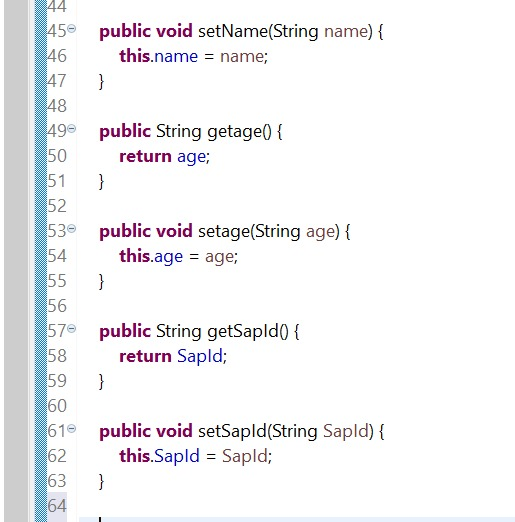 44
45 public void setName(String name) {
46 this.name = name;
47 }
48
49 public String getage() {
50 return age;
51 }
52
53 public void setage(String age) {
54 this.age = age;
55 }
56
57 public String getSapId() {
58 return SapId;
59 }
60
61 public void setSapId(String SapId) {
62 this.SapId = SapId;
63 }
64